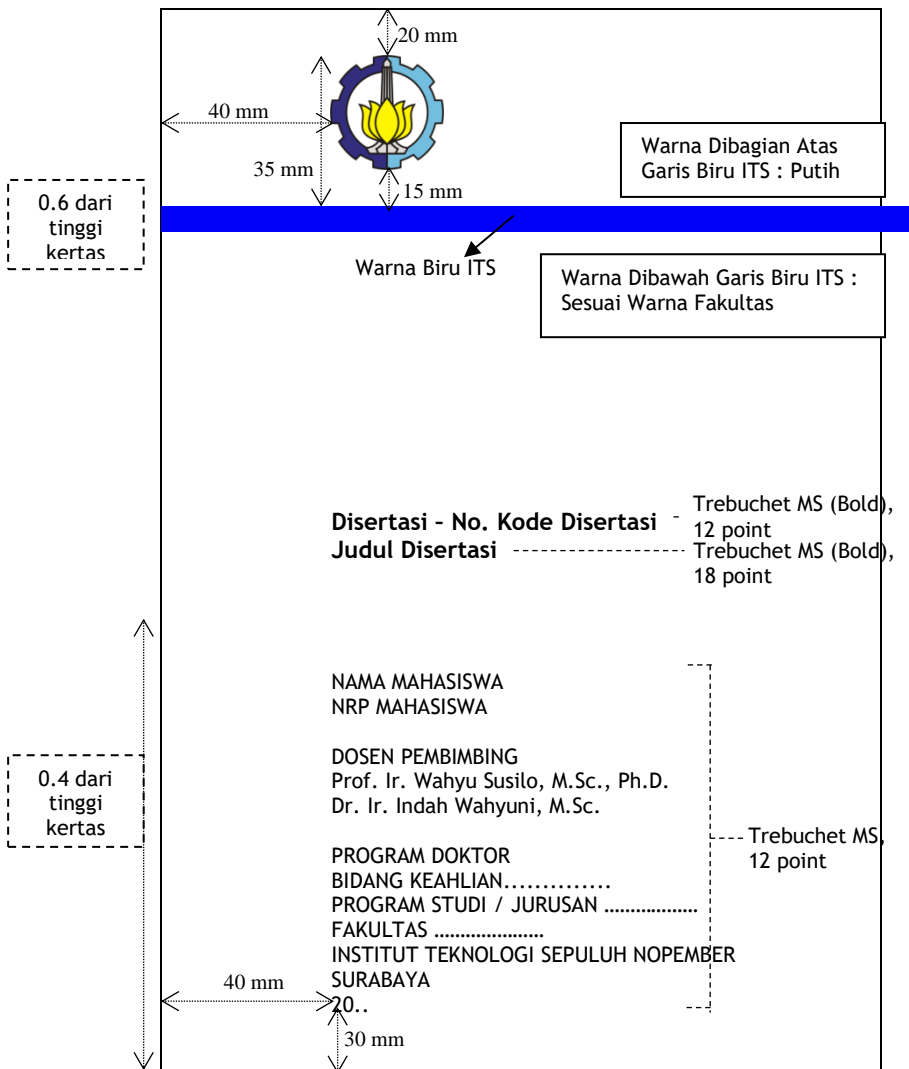 20 mm
40 mm
35 mm
15 mm
Warna Dibagian Atas
Garis Biru ITS : Putih
0.6 dari
tinggi
kertas
Warna Biru ITS
Warna Dibawah Garis Biru ITS :
Sesuai Warna Fakultas
Disertasi – No. Kode Disertasi
Trebuchet MS (Bold),
12 point
Judul Disertasi
Trebuchet MS (Bold),
18 point
NAMA MAHASISWA
NRP MAHASISWA
DOSEN PEMBIMBING
Prof. Ir. Wahyu Susilo, M.Sc., Ph.D.
Dr. Ir. Indah Wahyuni, M.Sc.
0.4 dari
tinggi
kertas
Trebuchet MS,
12 point
PROGRAM DOKTOR
BIDANG KEAHLIAN..............
PROGRAM STUDI / JURUSAN ..................
FAKULTAS .....................
INSTITUT TEKNOLOGI SEPULUH NOPEMBER
SURABAYA
20..
40 mm
30 mm